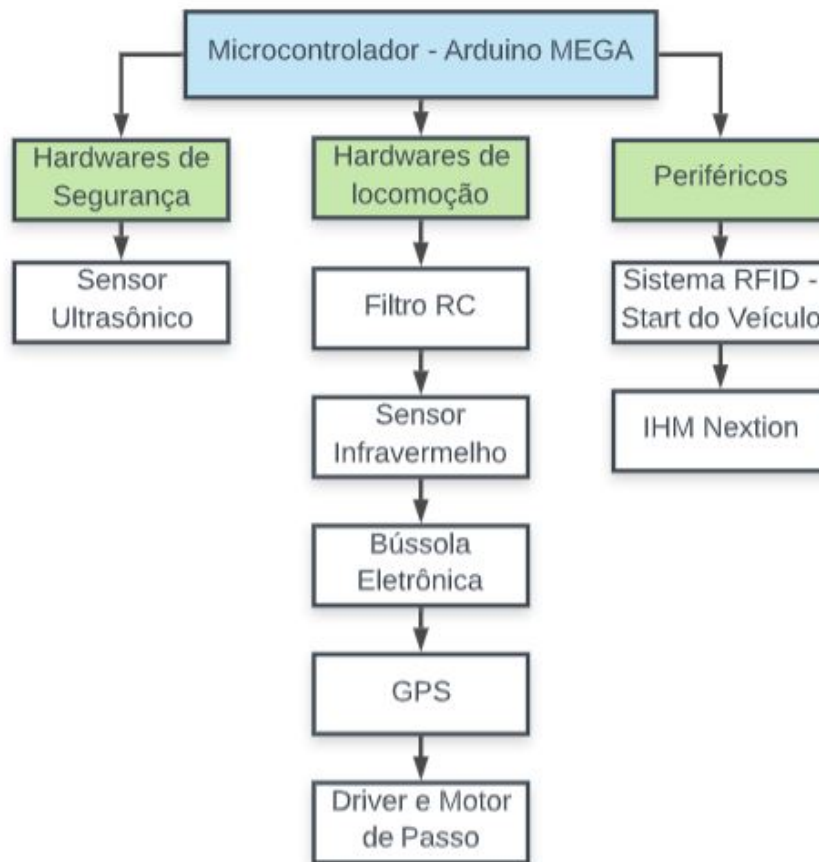 Microcontrolador - Arduino MEGA
Hardwares de
Segurança
Sensor
Ultrasônico
Hardwares de
locomoção
Filtro RC
Sensor
Infravermelho
Bússola
Eletrônica
GPS
Driver e Motor
de Passo
Periféricos
Sistema RFID -
Start do Veículo
IHM Nextion